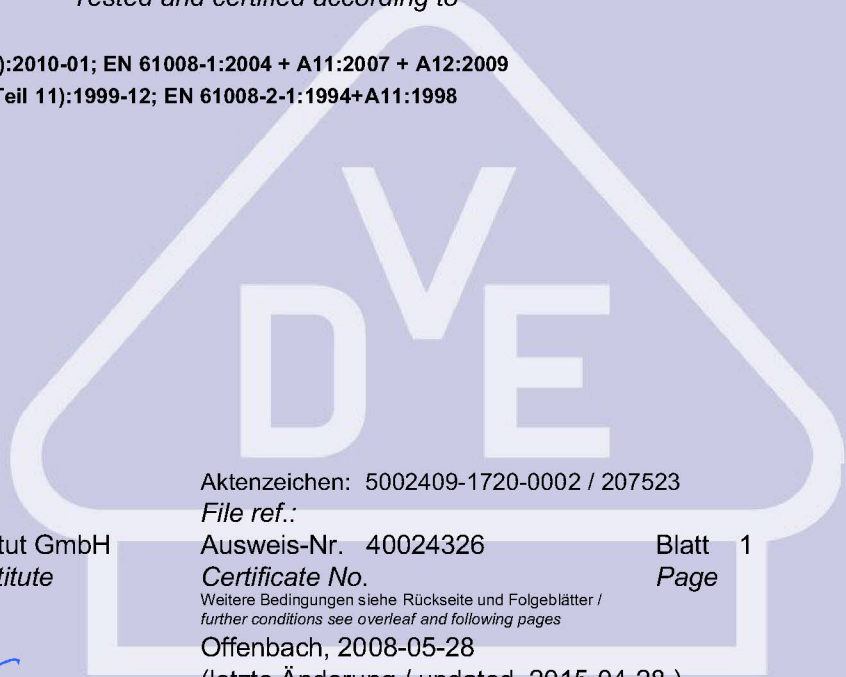 Tested and certified according to
):2010-01; EN 61008-1:2004 + A11:2007 + A12:2009
Teil 11):1999-12; EN 61008-2-1:1994+A11:1998
V
D E
Aktenzeichen: 5002409-1720-0002 / 207523
File ref.:
tut GmbH Ausweis-Nr. 40024326 Blatt 1
titute Certificate No. Page
Weitere Bedingungen siehe Rückseite und Folgeblätter /
further conditions see overleaf and following pages
Offenbach, 2008-05-28
(letzte Änderung / updated 2015-04-28 )